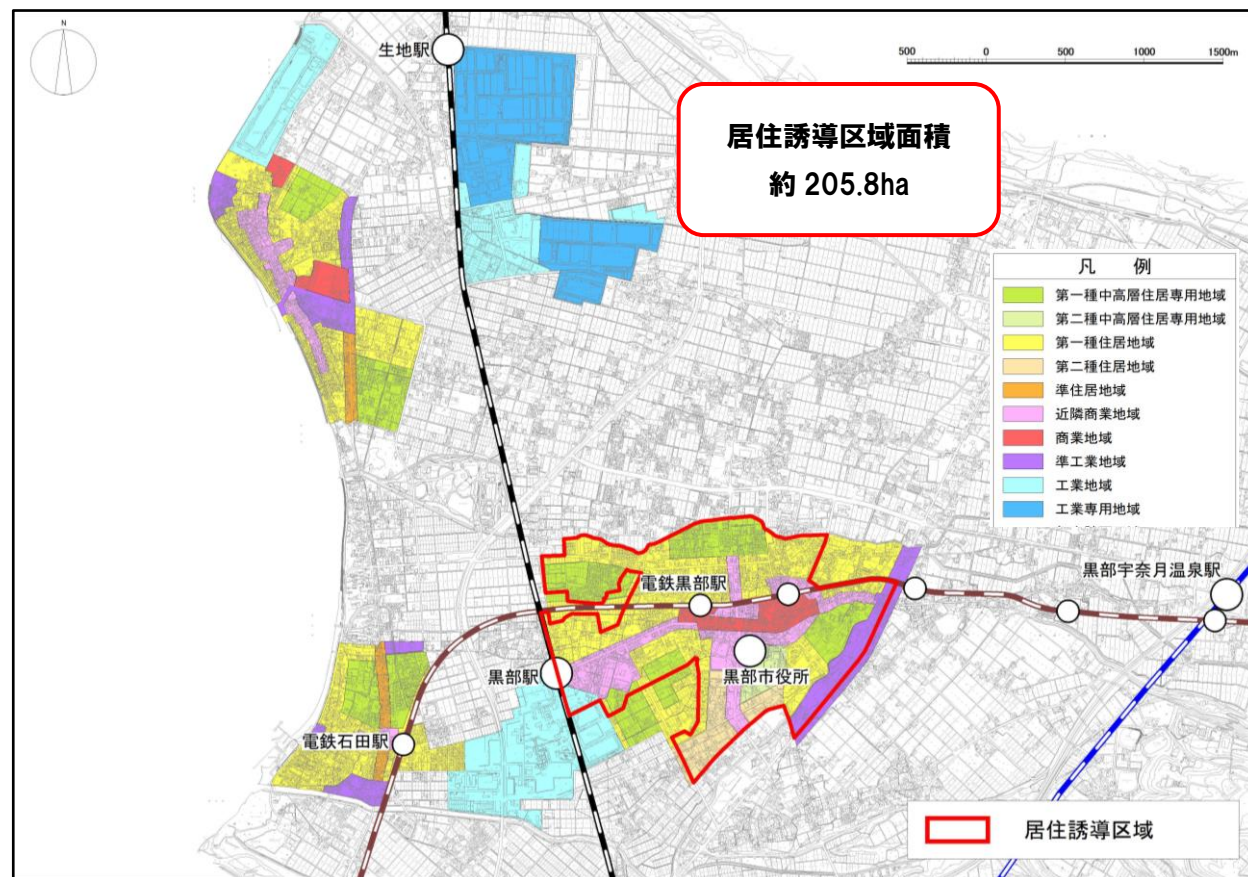 N
生地駅
500 0 500 1000 1500m
居住誘導区域面積
約 205.8ha
凡 例
第一種中高層住居専用地域
第二種中高層住居専用地域
第一種住居地域
第二種住居地域
準住居地域
近隣商業地域
商業地域
準工業地域
工業地域
工業専用地域
電鉄黒部駅
黒部宇奈月温泉駅
黒部駅
黒部市役所
電鉄石田駅
居住誘導区域